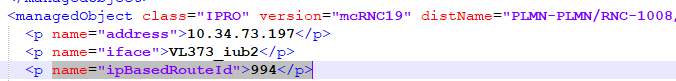 <managedObject class="IPRO" version="mcRNC19" distName="PLMN-PLMN/RNC-1008/
<p name="address">10.34.73.197</p>
<p name="iface">VL373_iub2</p>
<p name="ipBasedRouteId">994</p>